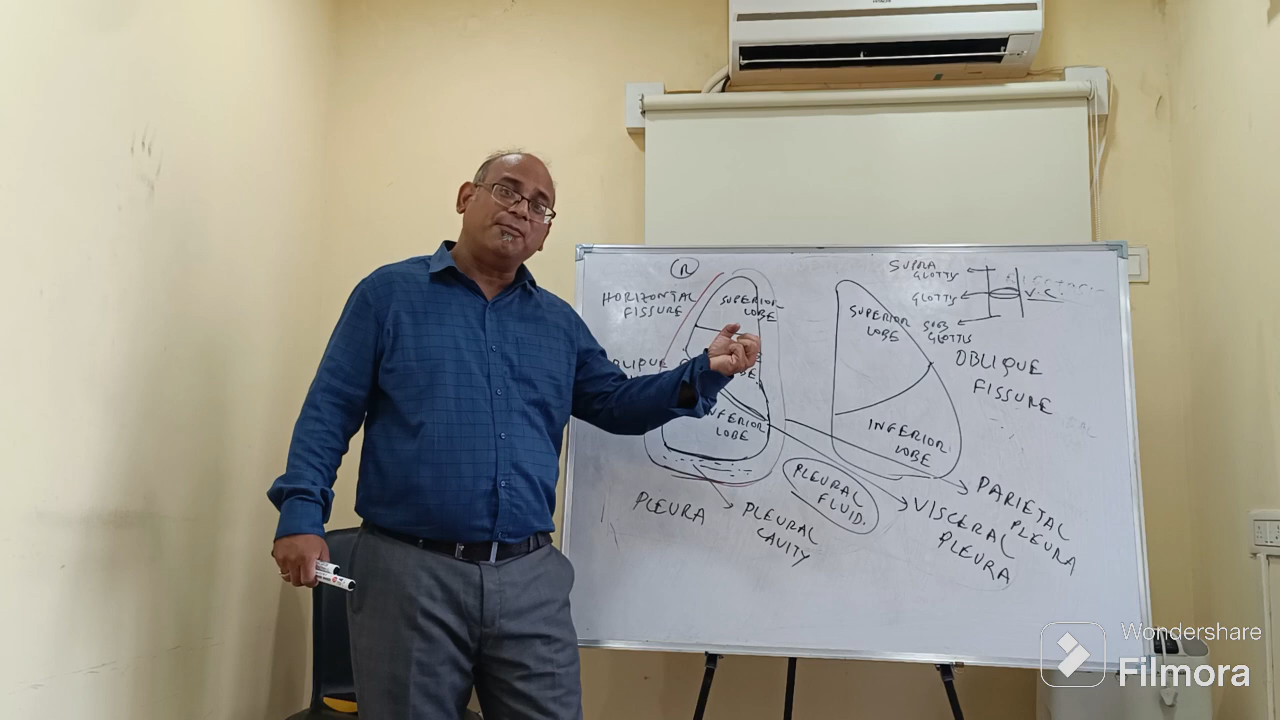 HITACHI
R
HORIZONTAL
FISSURE
SUPERIOR
LOBE
INFERIOR
LOBE
PLEURA
PLEURAL
CAVITY
SUPERIOR
LOBE
INFERIOR
LOBE
SUPRA
GLOTTIS
GLOTTIS
SUB
GLOTTIS
V.C.
OBLIQUE
FISSURE
PLEURAL
FLUID.
VISCERAL
PLEURA
PARIETAL
PLEURA
Wondershare
Filmora